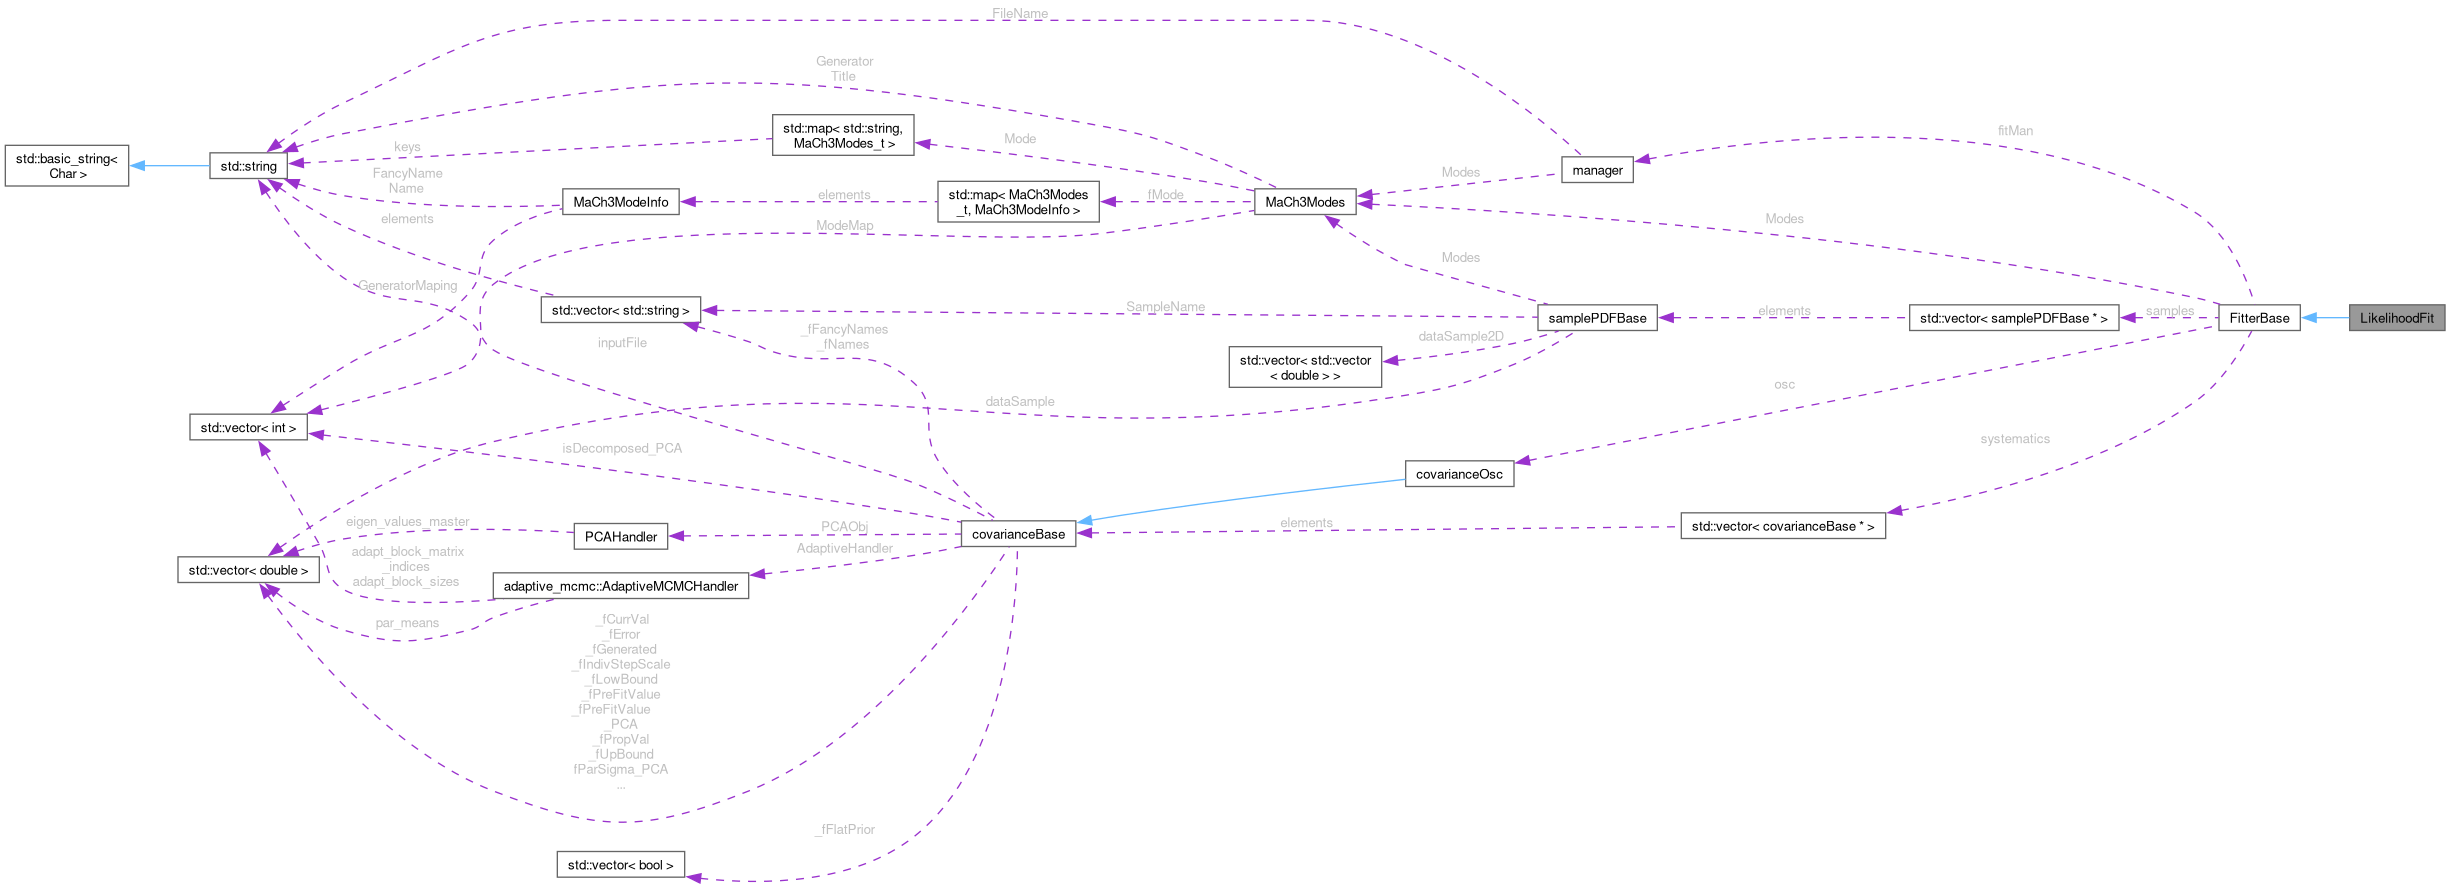 FileName
Generator
Title
fitMan
std::map< std::string,
MaCh3Modes_t >
Mode
keys
std::basic_string<
Char >
std::string
manager
Modes
FancyName
Name
MaCh3ModeInfo
elements
std::map< MaCh3Modes
_t, MaCh3ModeInfo >
fMode
MaCh3Modes
elements
ModeMap
Modes
Modes
GeneratorMaping
std::vector< std::string >
SampleName
samplePDFBase
elements
std::vector< samplePDFBase * >
samples
FitterBase
LikelihoodFit
inputFile
_fFancyNames
_fNames
dataSample2D
std::vector< std::vector
< double > >
osc
dataSample
std::vector< int >
isDecomposed_PCA
systematics
covarianceOsc
eigen_values_master
PCAHandler
PCAObj
covarianceBase
elements
std::vector< covarianceBase * >
AdaptiveHandler
adapt_block_matrix
_indices
adapt_block_sizes
std::vector< double >
adaptive_mcmc::AdaptiveMCMCHandler
par_means
_fCurrVal
_fError
_fGenerated
_fIndivStepScale
_fLowBound
_fPreFitValue
_fPreFitValue
_PCA
_fPropVal
_fUpBound
fParSigma_PCA
...
_fFlatPrior
std::vector< bool >